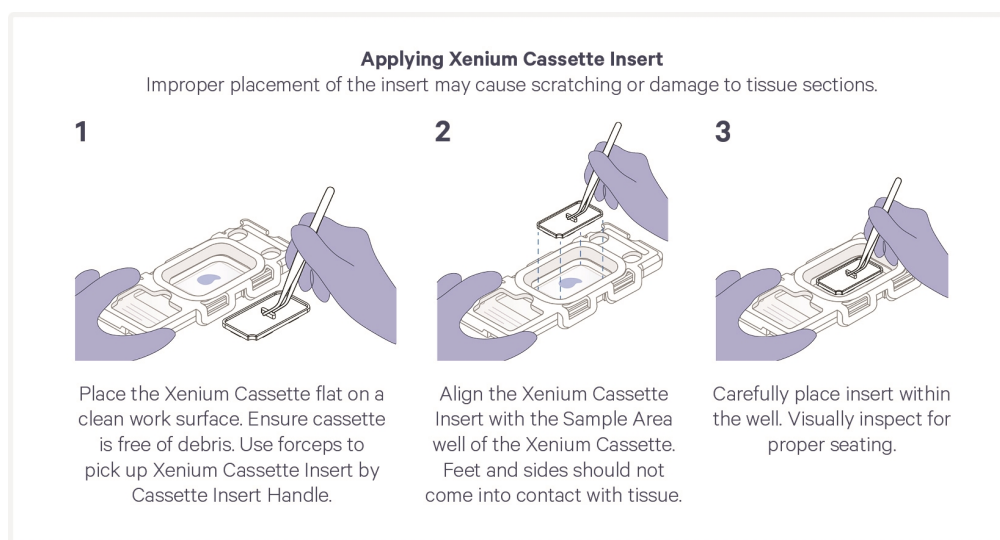 Applying Xenium Cassette Insert
Improper placement of the insert may cause scratching or damage to tissue sections.
1
Place the Xenium Cassette flat on a
clean work surface. Ensure cassette
is free of debris. Use forceps to
pick up Xenium Cassette Insert by
Cassette Insert Handle.
2
Align the Xenium Cassette
Insert with the Sample Area
well of the Xenium Cassette.
Feet and sides should not
come into contact with tissue.
3
Carefully place insert within
the well. Visually inspect for
proper seating.